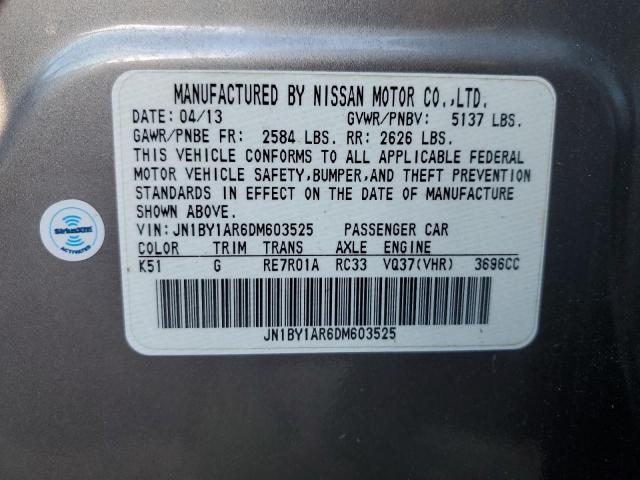 MANUFACTURED BY NISSAN MOTOR CO.,LTD.
DATE: 04/13 GVWR/PNBV: 5137 LBS.
GAWR/PNBE FR: 2584 LBS. RR: 2626 LBS.
THIS VEHICLE CONFORMS TO ALL APPLICABLE FEDERAL
MOTOR VEHICLE SAFETY,BUMPER,AND THEFT PREVENTION
STANDARDS IN EFFECT ON THE DATE OF MANUFACTURE
SHOWN ABOVE.
VIN: JN1BY1AR6DM603525 PASSENGER CAR
COLOR TRIM TRANS AXLE ENGINE
K51 G RE7R01A RC33 VQ37(VHR) 3696CC
JN1BY1AR6DM603525
SiriusXM
ACTIVATED